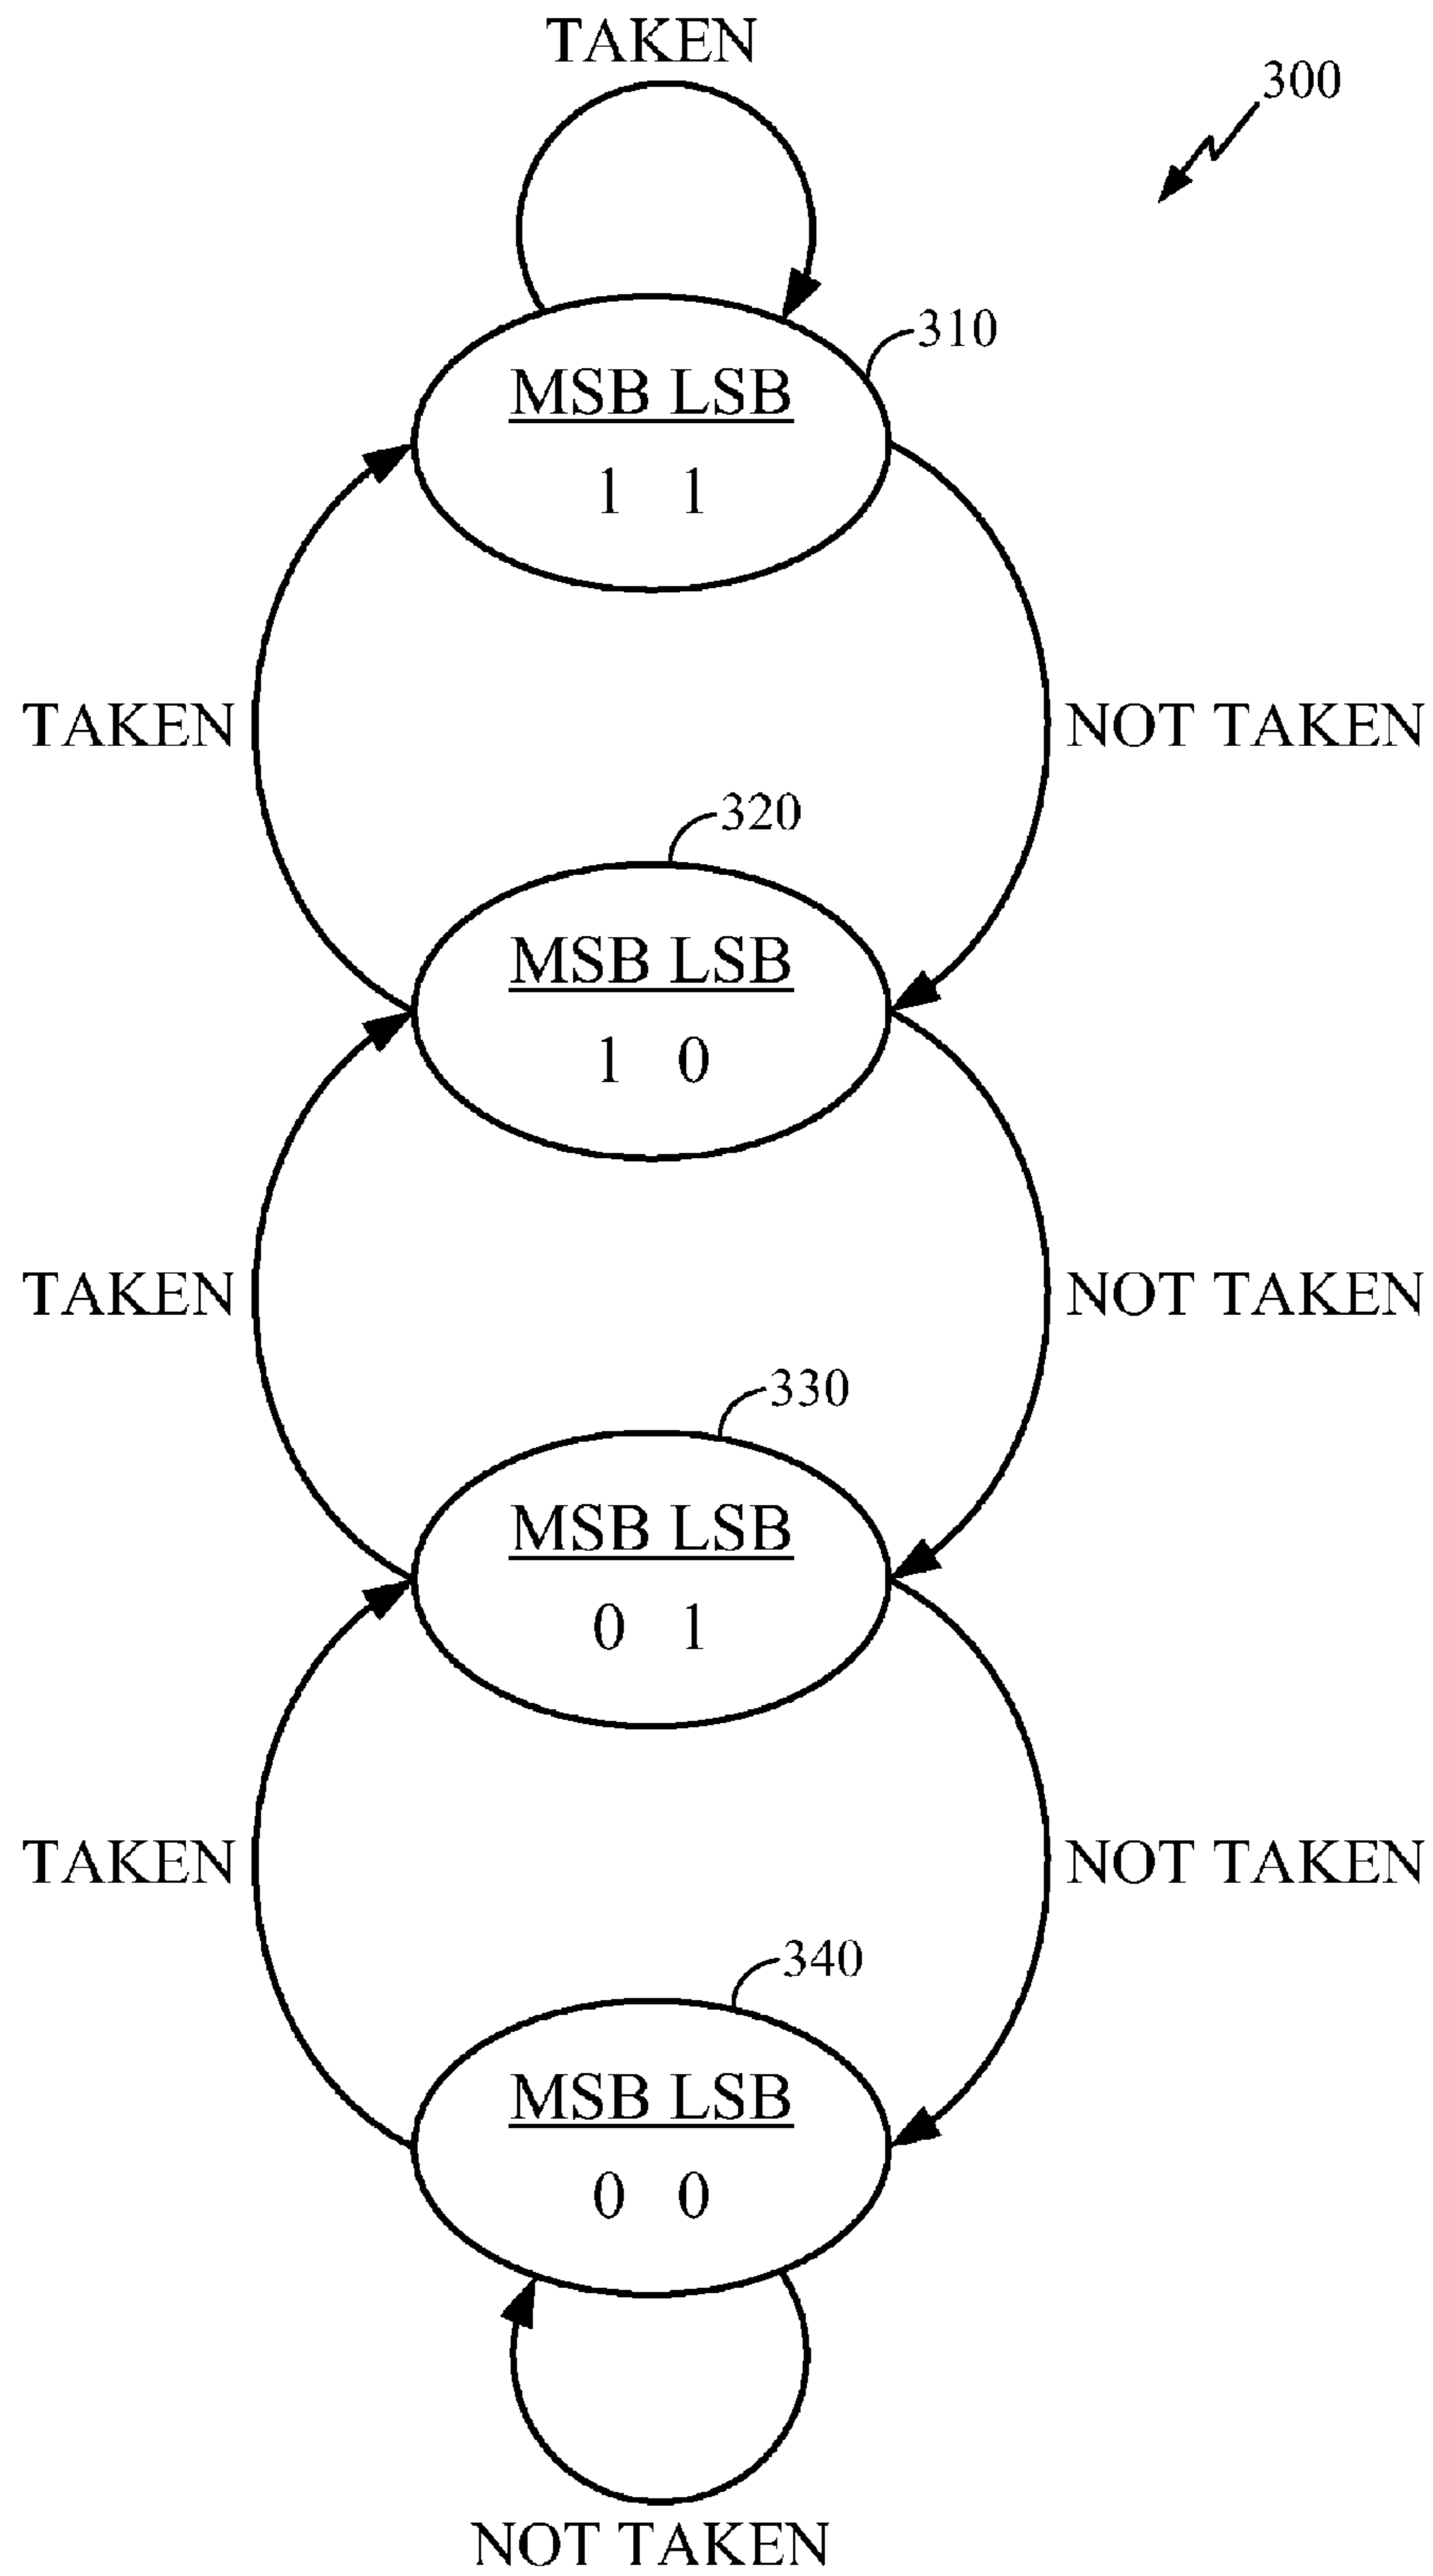 TAKEN
300
310
MSB LSB
1 1
TAKEN
NOT TAKEN
320
MSB LSB
1 0
TAKEN
NOT TAKEN
330
MSB LSB
0 1
TAKEN
NOT TAKEN
340
MSB LSB
0 0
NOT TAKEN